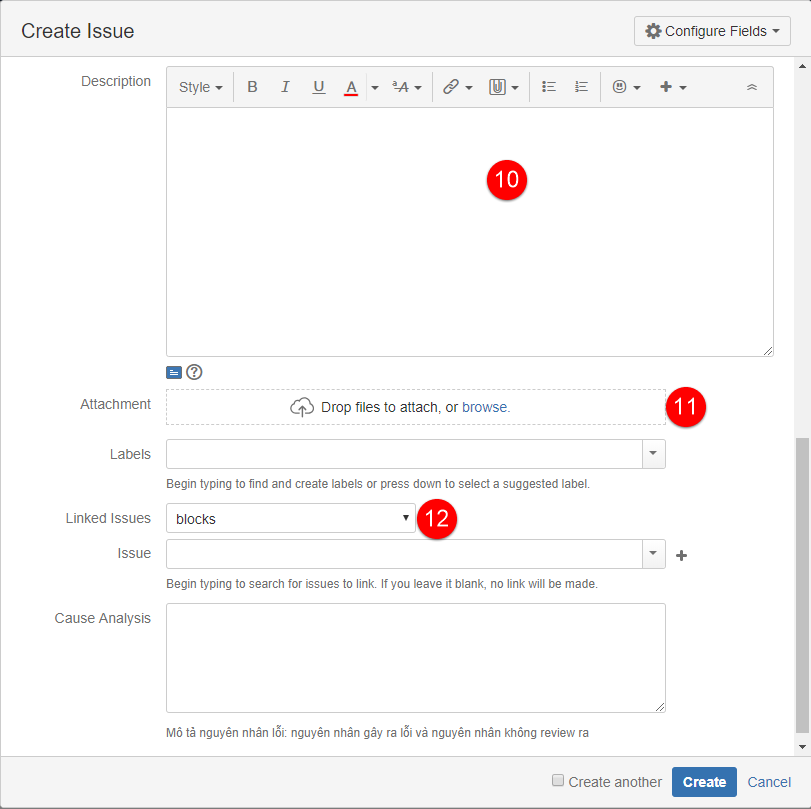 Create Issue
Configure Fields
Description
Style B I U A ªA
10
Attachment
Drop files to attach, or browse.
11
Labels
Begin typing to find and create labels or press down to select a suggested label.
Linked Issues
blocks
12
Issue
Begin typing to search for issues to link. If you leave it blank, no link will be made.
Cause Analysis
Mô tả nguyên nhân lỗi: nguyên nhân gây ra lỗi và nguyên nhân không review ra
Create another
Create
Cancel